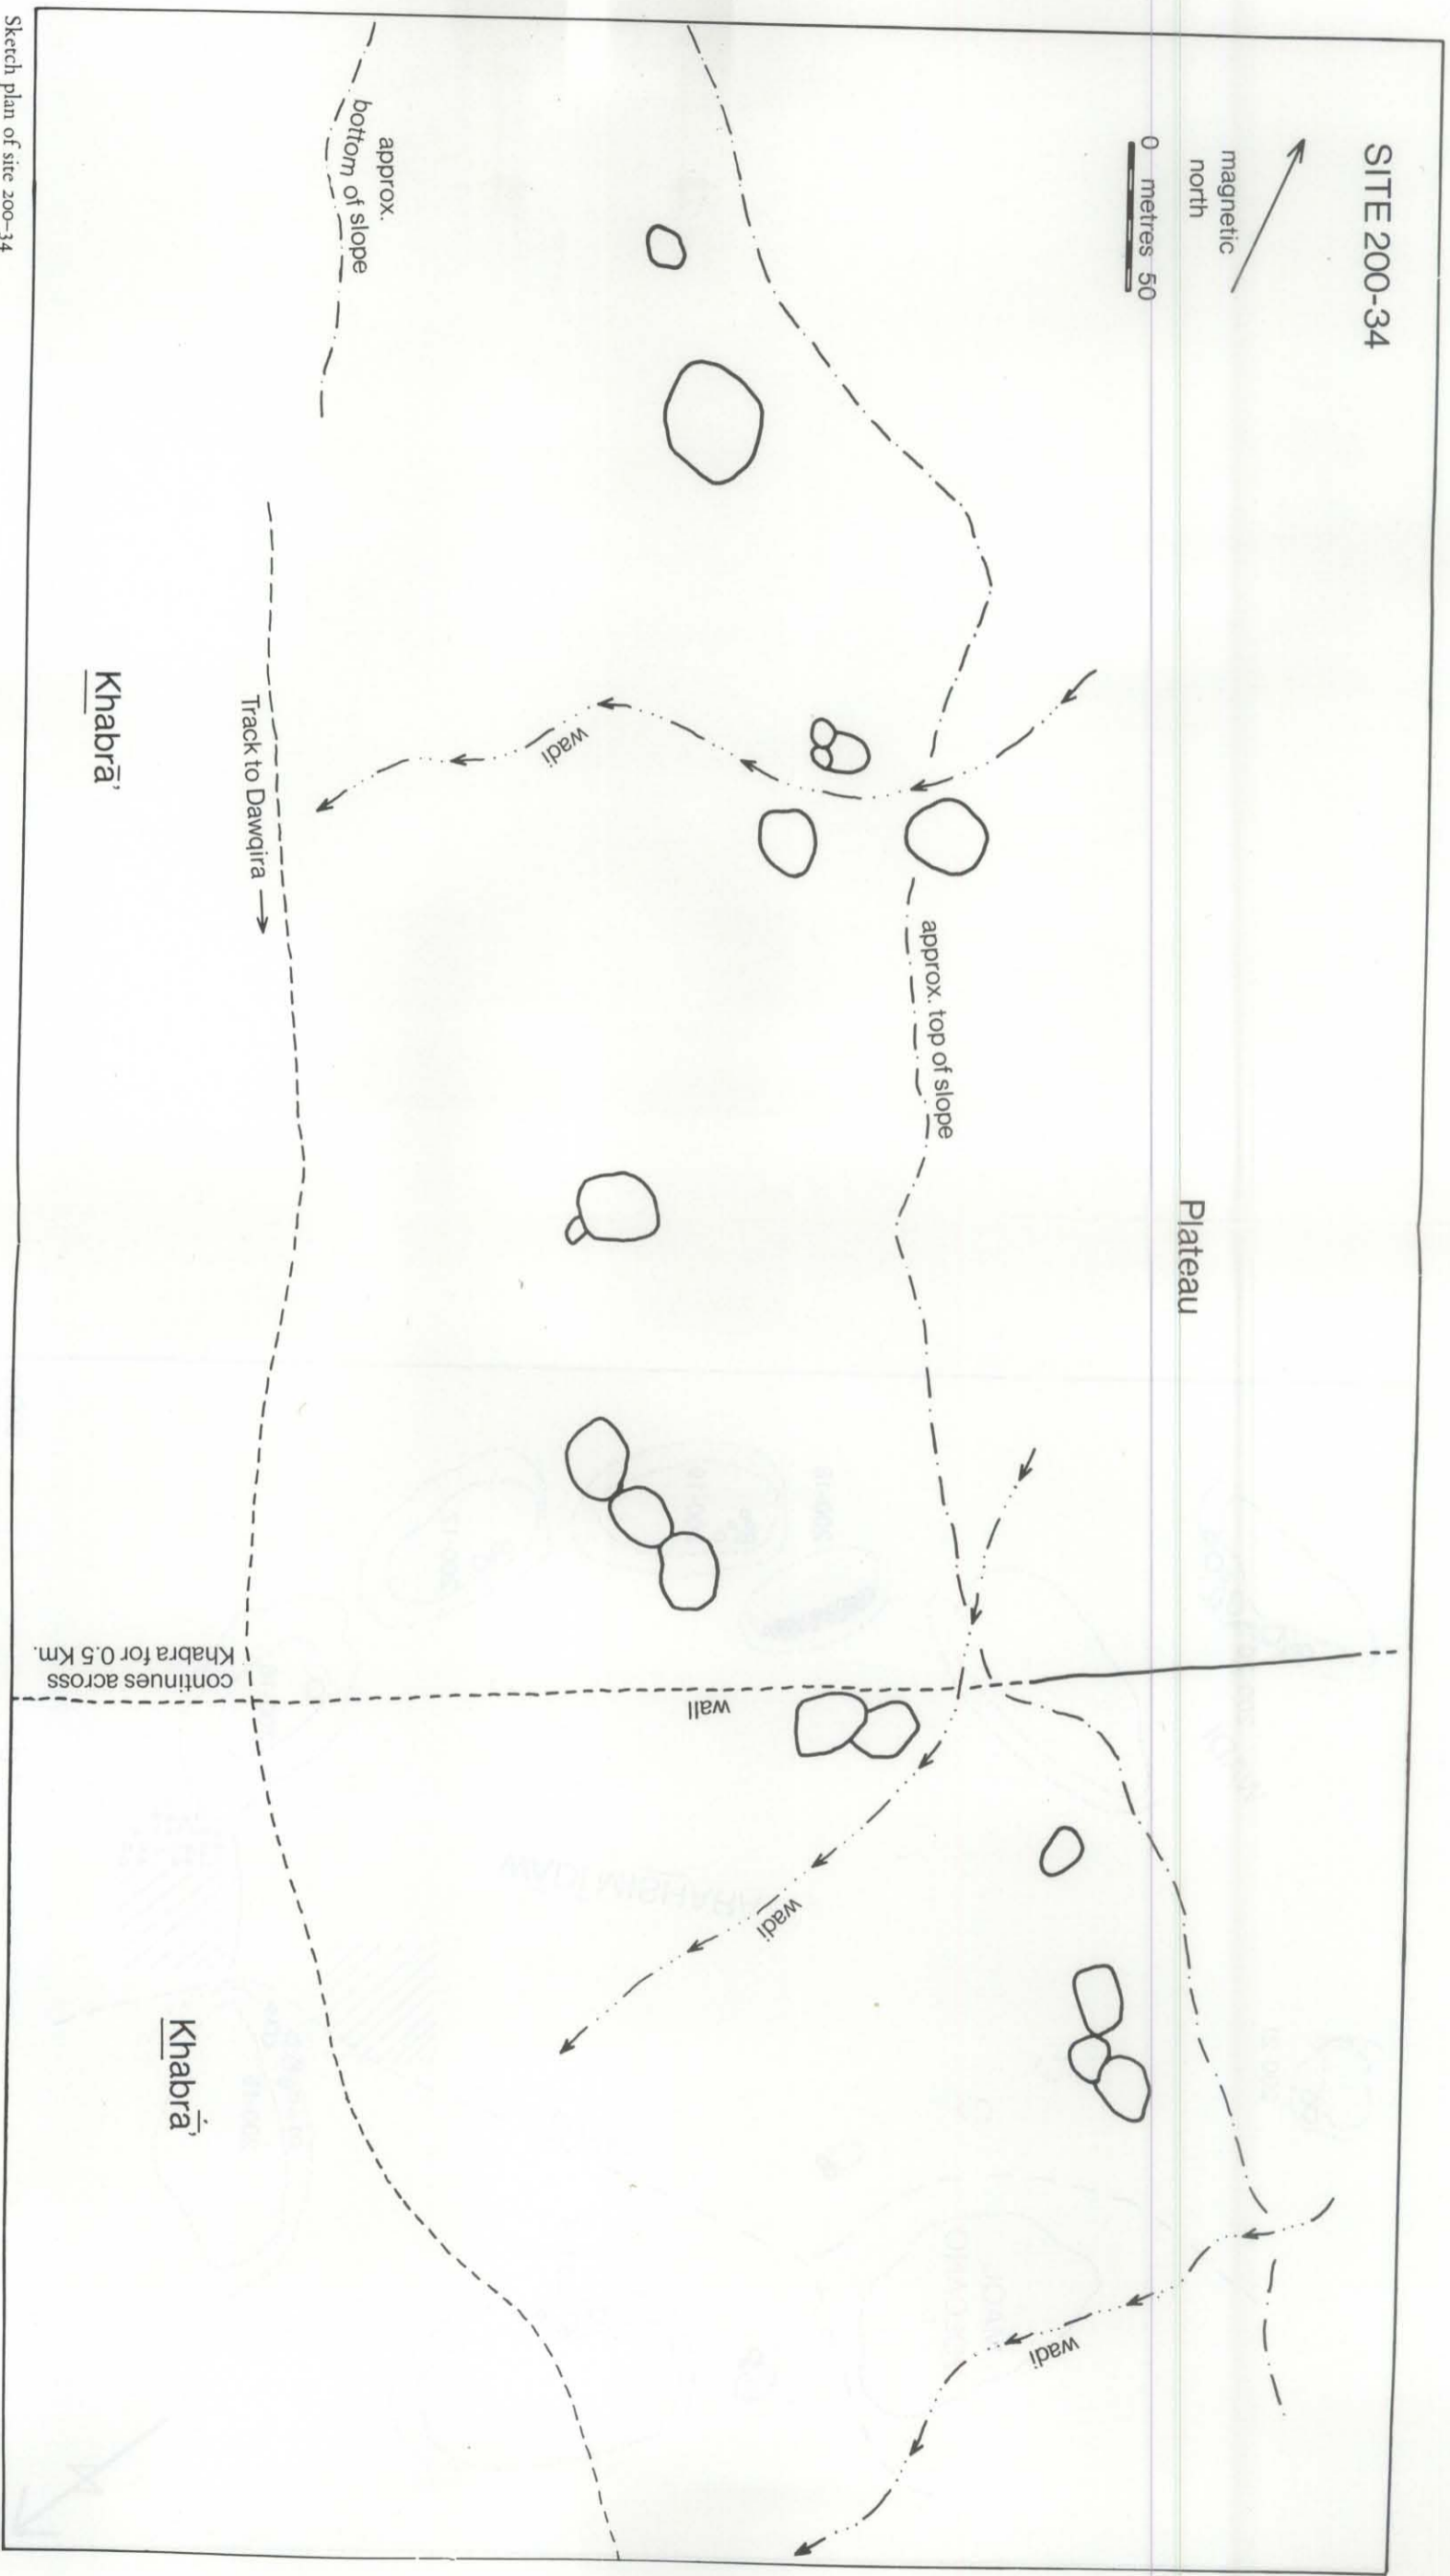 SITE 200-34
magnetic
north
0 metres 50
approx.
bottom of slope
wadi
approx. top of slope
Plateau
Track to Dawqira
Khabrā'
wall
continues across
Khabra for 0.5 Km.
wadi
wadi
Khabrā'
Sketch plan of site 200-34